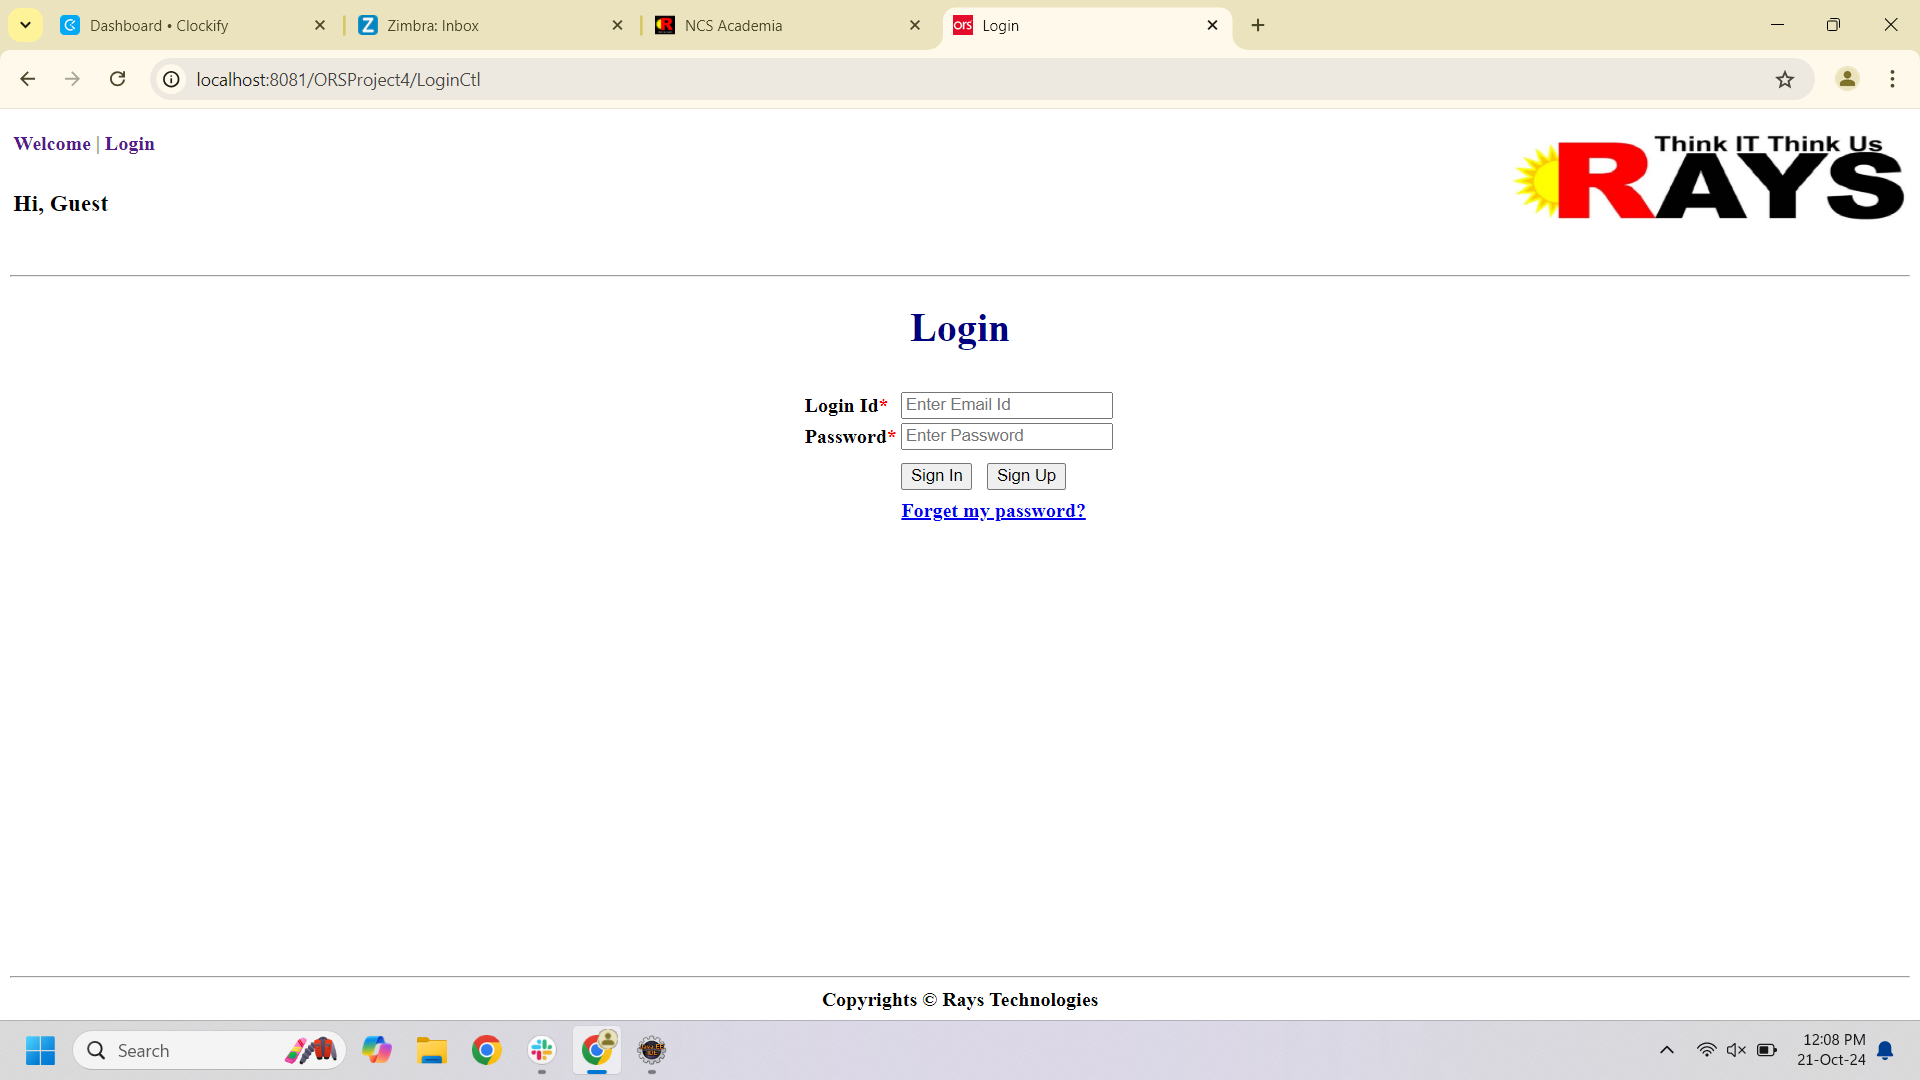 Dashboard • Clockify
Zimbra: Inbox
NCS Academia
ors
Login
localhost:8081/ORSProject4/LoginCtl
Welcome | Login
Think IT Think Us
RAYS
Hi, Guest
Login
Login Id* Enter Email Id
Password* Enter Password
Sign In Sign Up
Forget my password?
Copyrights © Rays Technologies
Search
12:08 PM
21-Oct-24